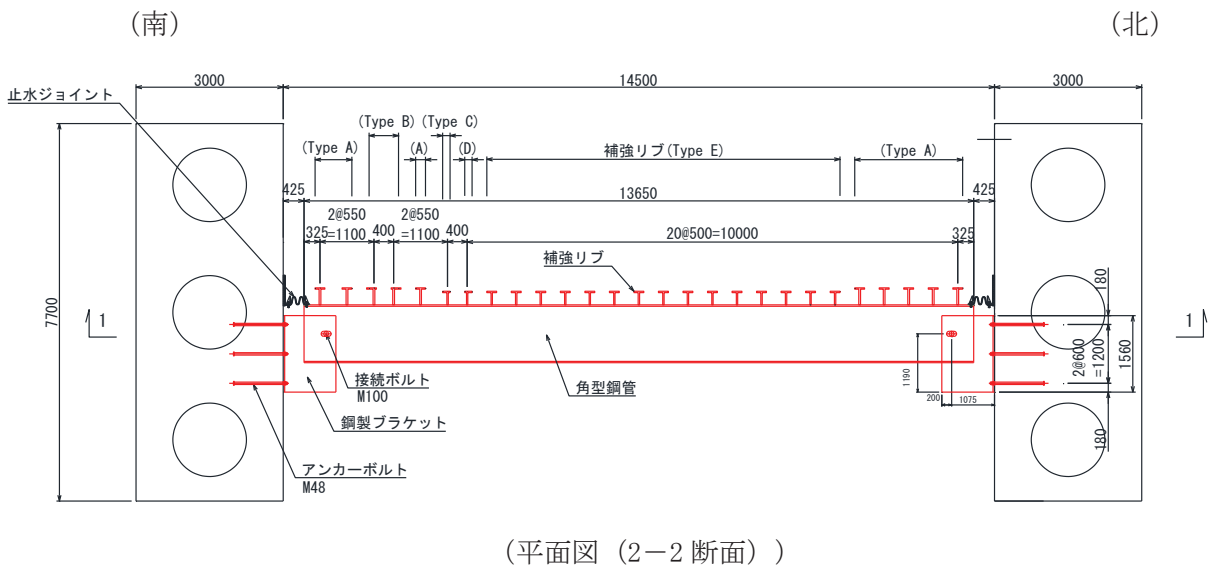 (南)
(北)
3000
14500
3000
止水ジョイント
(Type B)
(Type C)
(Type A)
(A)
(D)
補強リブ(Type E)
(Type A)
425
13650
425
2@550
=1100
2@550
=1100
325
400
400
20@500=10000
325
補強リブ
180
7700
1
1
2@600
=1200
1560
接続ボルト
M100
角型鋼管
1190
200
1075
鋼製ブラケット
180
アンカーボルト
M48
(平面図 (2−2 断面) )